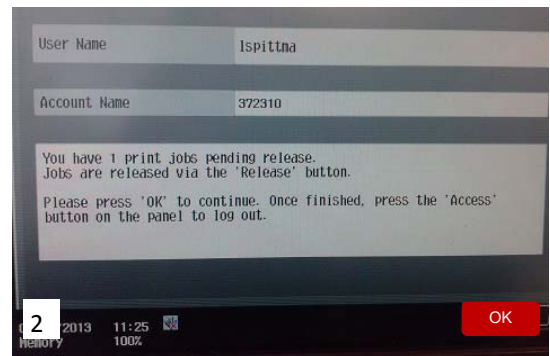 User Name lspittma
Account Name 372310
You have 1 print jobs pending release.
Jobs are released via the 'Release' button.
Please press 'OK' to continue. Once finished, press the 'Access'
button on the panel to log out.
2
2013 11:25
OK
Memory 100%